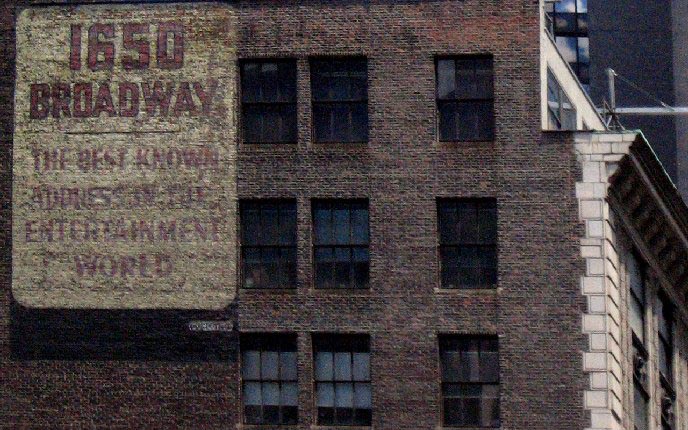 1650
BROADWAY
THE BEST KNOWN
ADDRESS IN THE
ENTERTAINMENT
WORLD